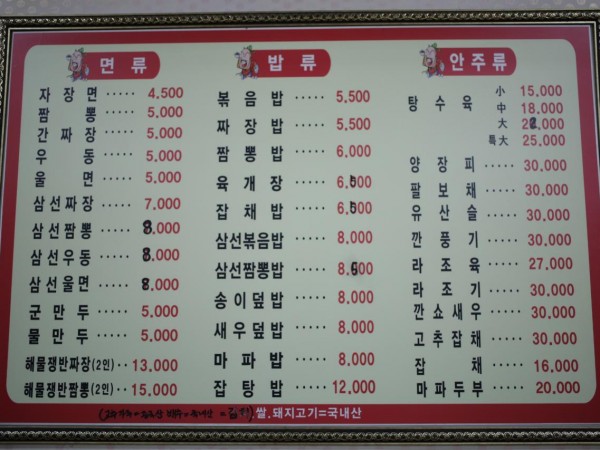 면 류
자장면 ····· 4,500
짬뽕 ····· 5,000
간짜장 ····· 5,000
우동 ····· 5,000
울면 ····· 5,000
삼선짜장 ····· 7,000
삼선짬뽕 ····· 8,000
삼선우동 ····· 8,000
삼선울면 ····· 8,000
군만두 ····· 5,000
물만두 ····· 5,000
해물쟁반짜장(2인) ·· 13,000
해물쟁반짬뽕(2인) ·· 15,000
밥 류
볶음밥 ····· 5,500
짜장밥 ····· 5,500
짬뽕밥 ····· 6,000
육개장 ····· 6,500
잡채밥 ····· 6,500
삼선볶음밥 ····· 8,000
삼선짬뽕밥 ····· 8,500
송이덮밥 ····· 8,000
새우덮밥 ····· 8,000
마파밥 ····· 8,000
잡탕밥 ····· 12,000
안주류
탕수육 小 15,000
中 18,000
大 22,000
특大 25,000
양장피 ····· 30,000
팔보채 ····· 30,000
유산슬 ····· 30,000
깐풍기 ····· 30,000
라조육 ····· 27,000
라조기 ····· 30,000
깐쇼새우 ····· 30,000
고추잡채 ····· 30,000
잡채 ····· 16,000
마파두부 ····· 20,000
쌀.돼지고기=국내산